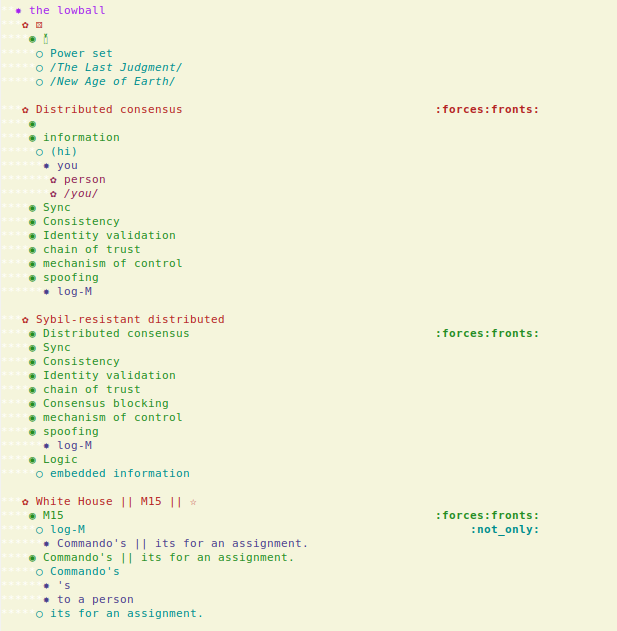 the lowball
⚄
Power set
/The Last Judgment/
/New Age of Earth/
Distributed consensus :forces:fronts:
information
(hi)
you
person
/you/
Sync
Consistency
Identity validation
chain of trust
mechanism of control
spoofing
log-M
Sybil-resistant distributed
Distributed consensus :forces:fronts:
Sync
Consistency
Identity validation
chain of trust
Consensus blocking
mechanism of control
spoofing
log-M
Logic
embedded information
White House || M15 || ☆
M15 :forces:fronts:
log-M :not_only:
Commando's || its for an assignment.
Commando's || its for an assignment.
Commando's
's
to a person
its for an assignment.